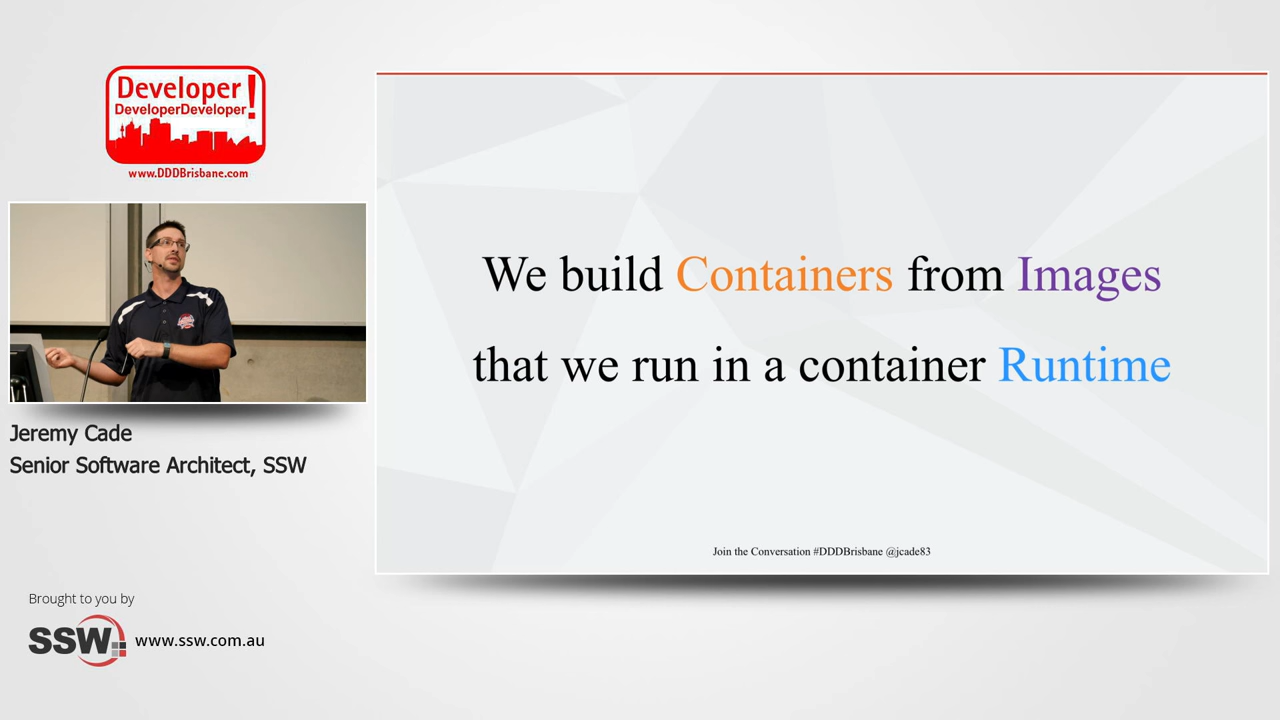 Developer!
DeveloperDeveloper
www.DDDBrisbane.com
Jeremy Cade
Senior Software Architect, SSW
Brought to you by
SSW www.ssw.com.au
We build Containers from Images
that we run in a container Runtime
Join the Conversation #DDDBrisbane @jcade83